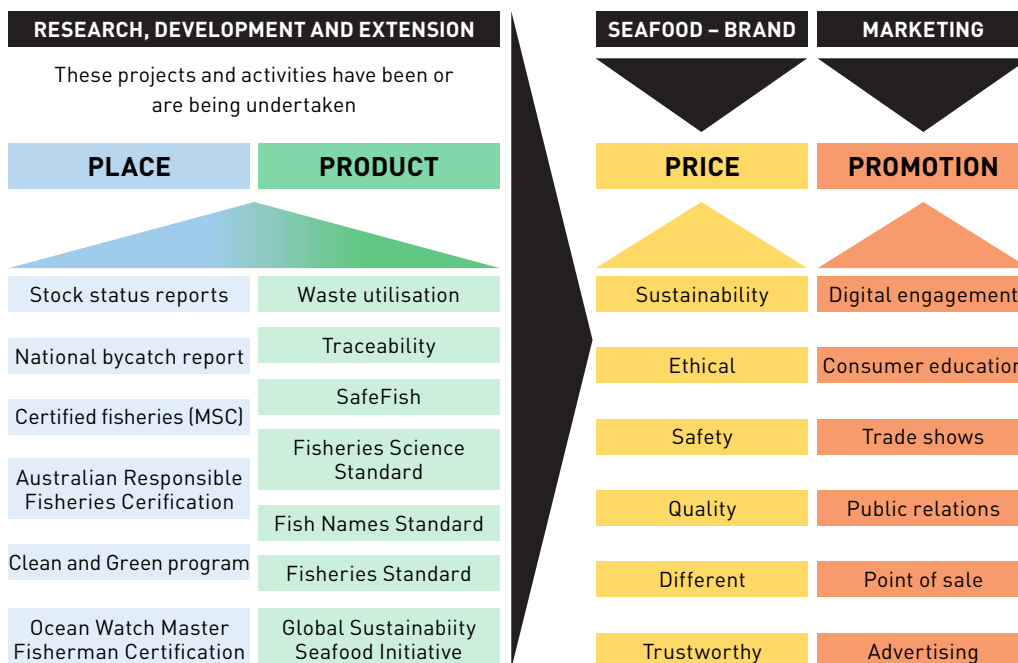 RESEARCH, DEVELOPMENT AND EXTENSION
These projects and activities have been or
are being undertaken
PLACE
Stock status reports
National bycatch report
Certified fisheries (MSC)
Australian Responsible
Fisheries Cerification
Clean and Green program
Ocean Watch Master
Fisherman Certification
PRODUCT
Waste utilisation
Traceability
SafeFish
Fisheries Science
Standard
Fish Names Standard
Fisheries Standard
Global Sustainabiity
Seafood Initiative
SEAFOOD – BRAND
PRICE
Sustainability
Ethical
Safety
Quality
Different
Trustworthy
MARKETING
PROMOTION
Digital engagement
Consumer education
Trade shows
Public relations
Point of sale
Advertising